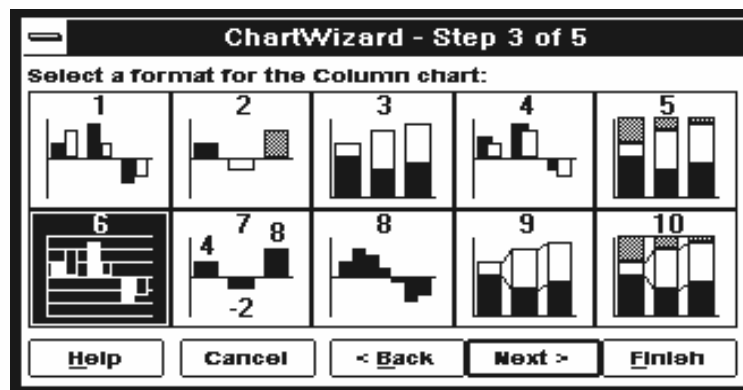 ChartWizard - Step 3 of 5
Select a format for the Column chart:
1 2 3 4 5
6 7 8 9 10
4 8
-2
Help Cancel < Back Next > Finish